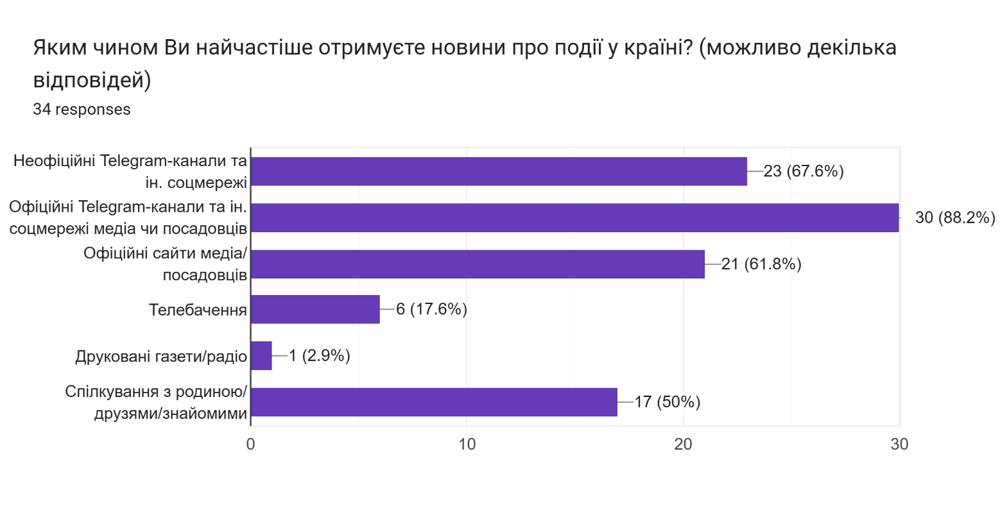 Яким чином Ви найчастіше отримуєте новини про події у країні? (можливо декілька
відповідей)
34 responses
Неофіційні Telegram-канали та
ін. соцмережі
23 (67.6%)
Офіційні Telegram-канали та ін.
соцмережі медіа чи посадовців
30 (88.2%)
Офіційні сайти медіа/
посадовців
21 (61.8%)
Телебачення
6 (17.6%)
Друковані газети/радіо
1 (2.9%)
Спілкування з родиною/
друзями/знайомими
17 (50%)
0
10
20
30